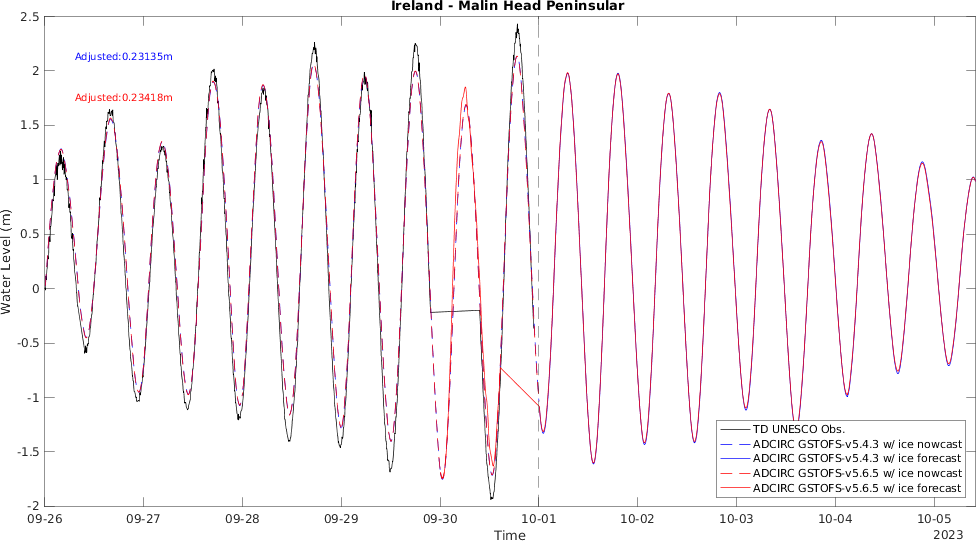 Ireland - Malin Head Peninsular
Adjusted:0.23135m
Adjusted:0.23418m
Water Level (m)
2.5
2
1.5
1
0.5
0
-0.5
-1
-1.5
-2
TD UNESCO Obs.
ADCIRC GSTOFS-v5.4.3 w/ ice nowcast
ADCIRC GSTOFS-v5.4.3 w/ ice forecast
ADCIRC GSTOFS-v5.6.5 w/ ice nowcast
ADCIRC GSTOFS-v5.6.5 w/ ice forecast
09-26 09-27 09-28 09-29 09-30 10-01 10-02 10-03 10-04 10-05
Time
2023